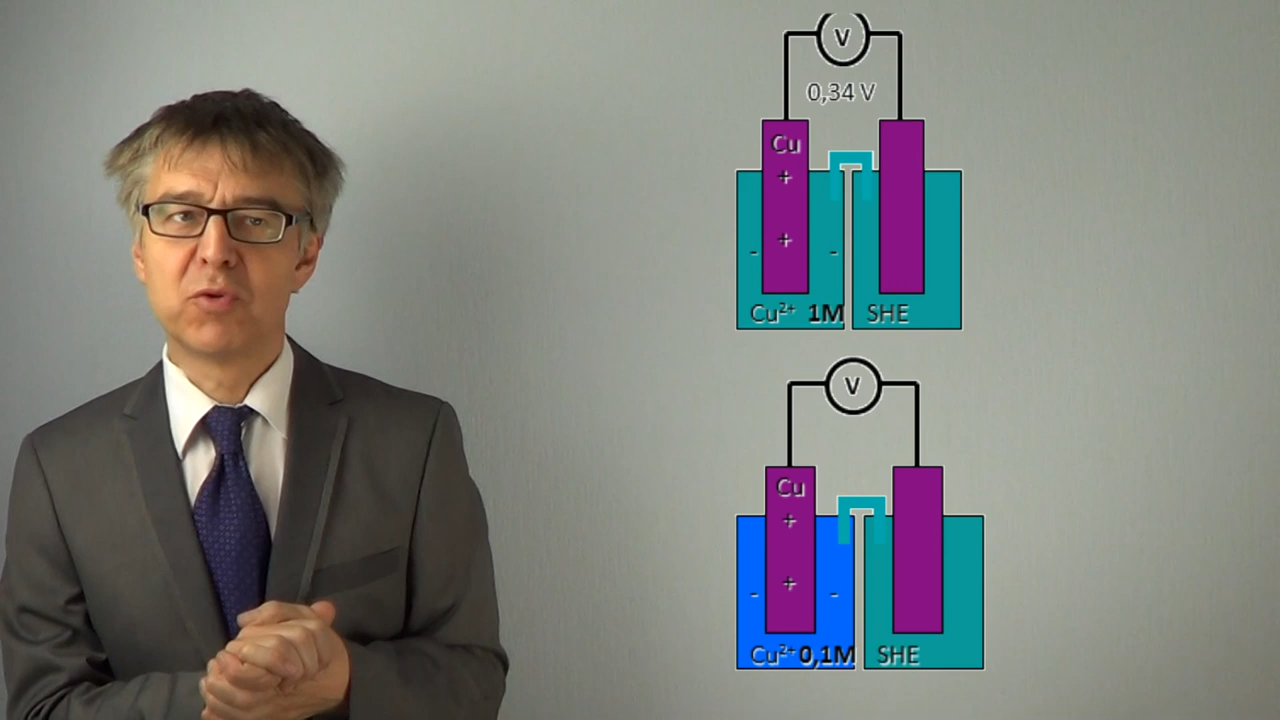 V
0,34 V
Cu
+
+
- -
Cu²⁺ 1M SHE
V
Cu
+
+
- -
Cu²⁺ 0,1M SHE